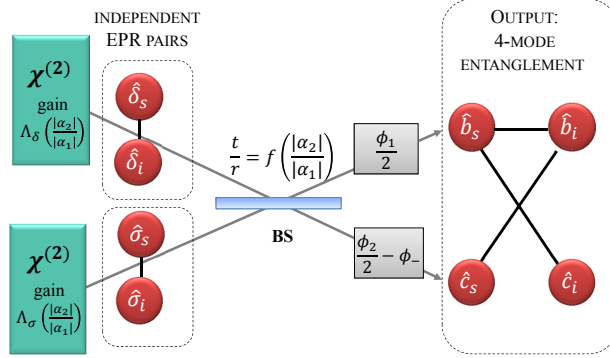 INDEPENDENT
EPR PAIRS
OUTPUT:
4-MODE
ENTANGLEMENT
χ^(2)
gain
Λ_δ (|α_2|/|α_1|)
δ̂_s
δ̂_i
t/r = f(|α_2|/|α_1|)
ϕ_1/2
b̂_s
b̂_i
BS
χ^(2)
gain
Λ_σ (|α_2|/|α_1|)
σ̂_s
σ̂_i
ϕ_2/2 − ϕ_−
ĉ_s
ĉ_i